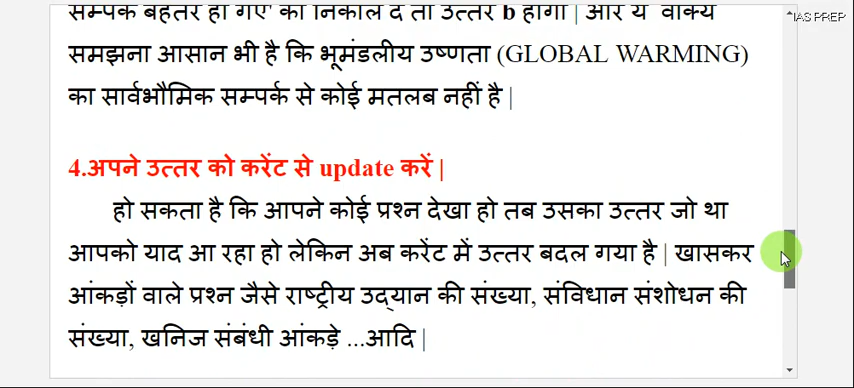 सम्पर्क बेहतर हो गए' को निकाल दें तो उत्तर b होगा | और ये वाक्य
IAS PREP
समझना आसान भी है कि भूमंडलीय उष्णता (GLOBAL WARMING)
का सार्वभौमिक सम्पर्क से कोई मतलब नहीं है |
4.अपने उत्तर को करेंट से update करें |
हो सकता है कि आपने कोई प्रश्न देखा हो तब उसका उत्तर जो था
आपको याद आ रहा हो लेकिन अब करेंट में उत्तर बदल गया है | खासकर
आंकड़ों वाले प्रश्न जैसे राष्ट्रीय उद्यान की संख्या, संविधान संशोधन की
संख्या, खनिज संबंधी आंकड़े ...आदि |